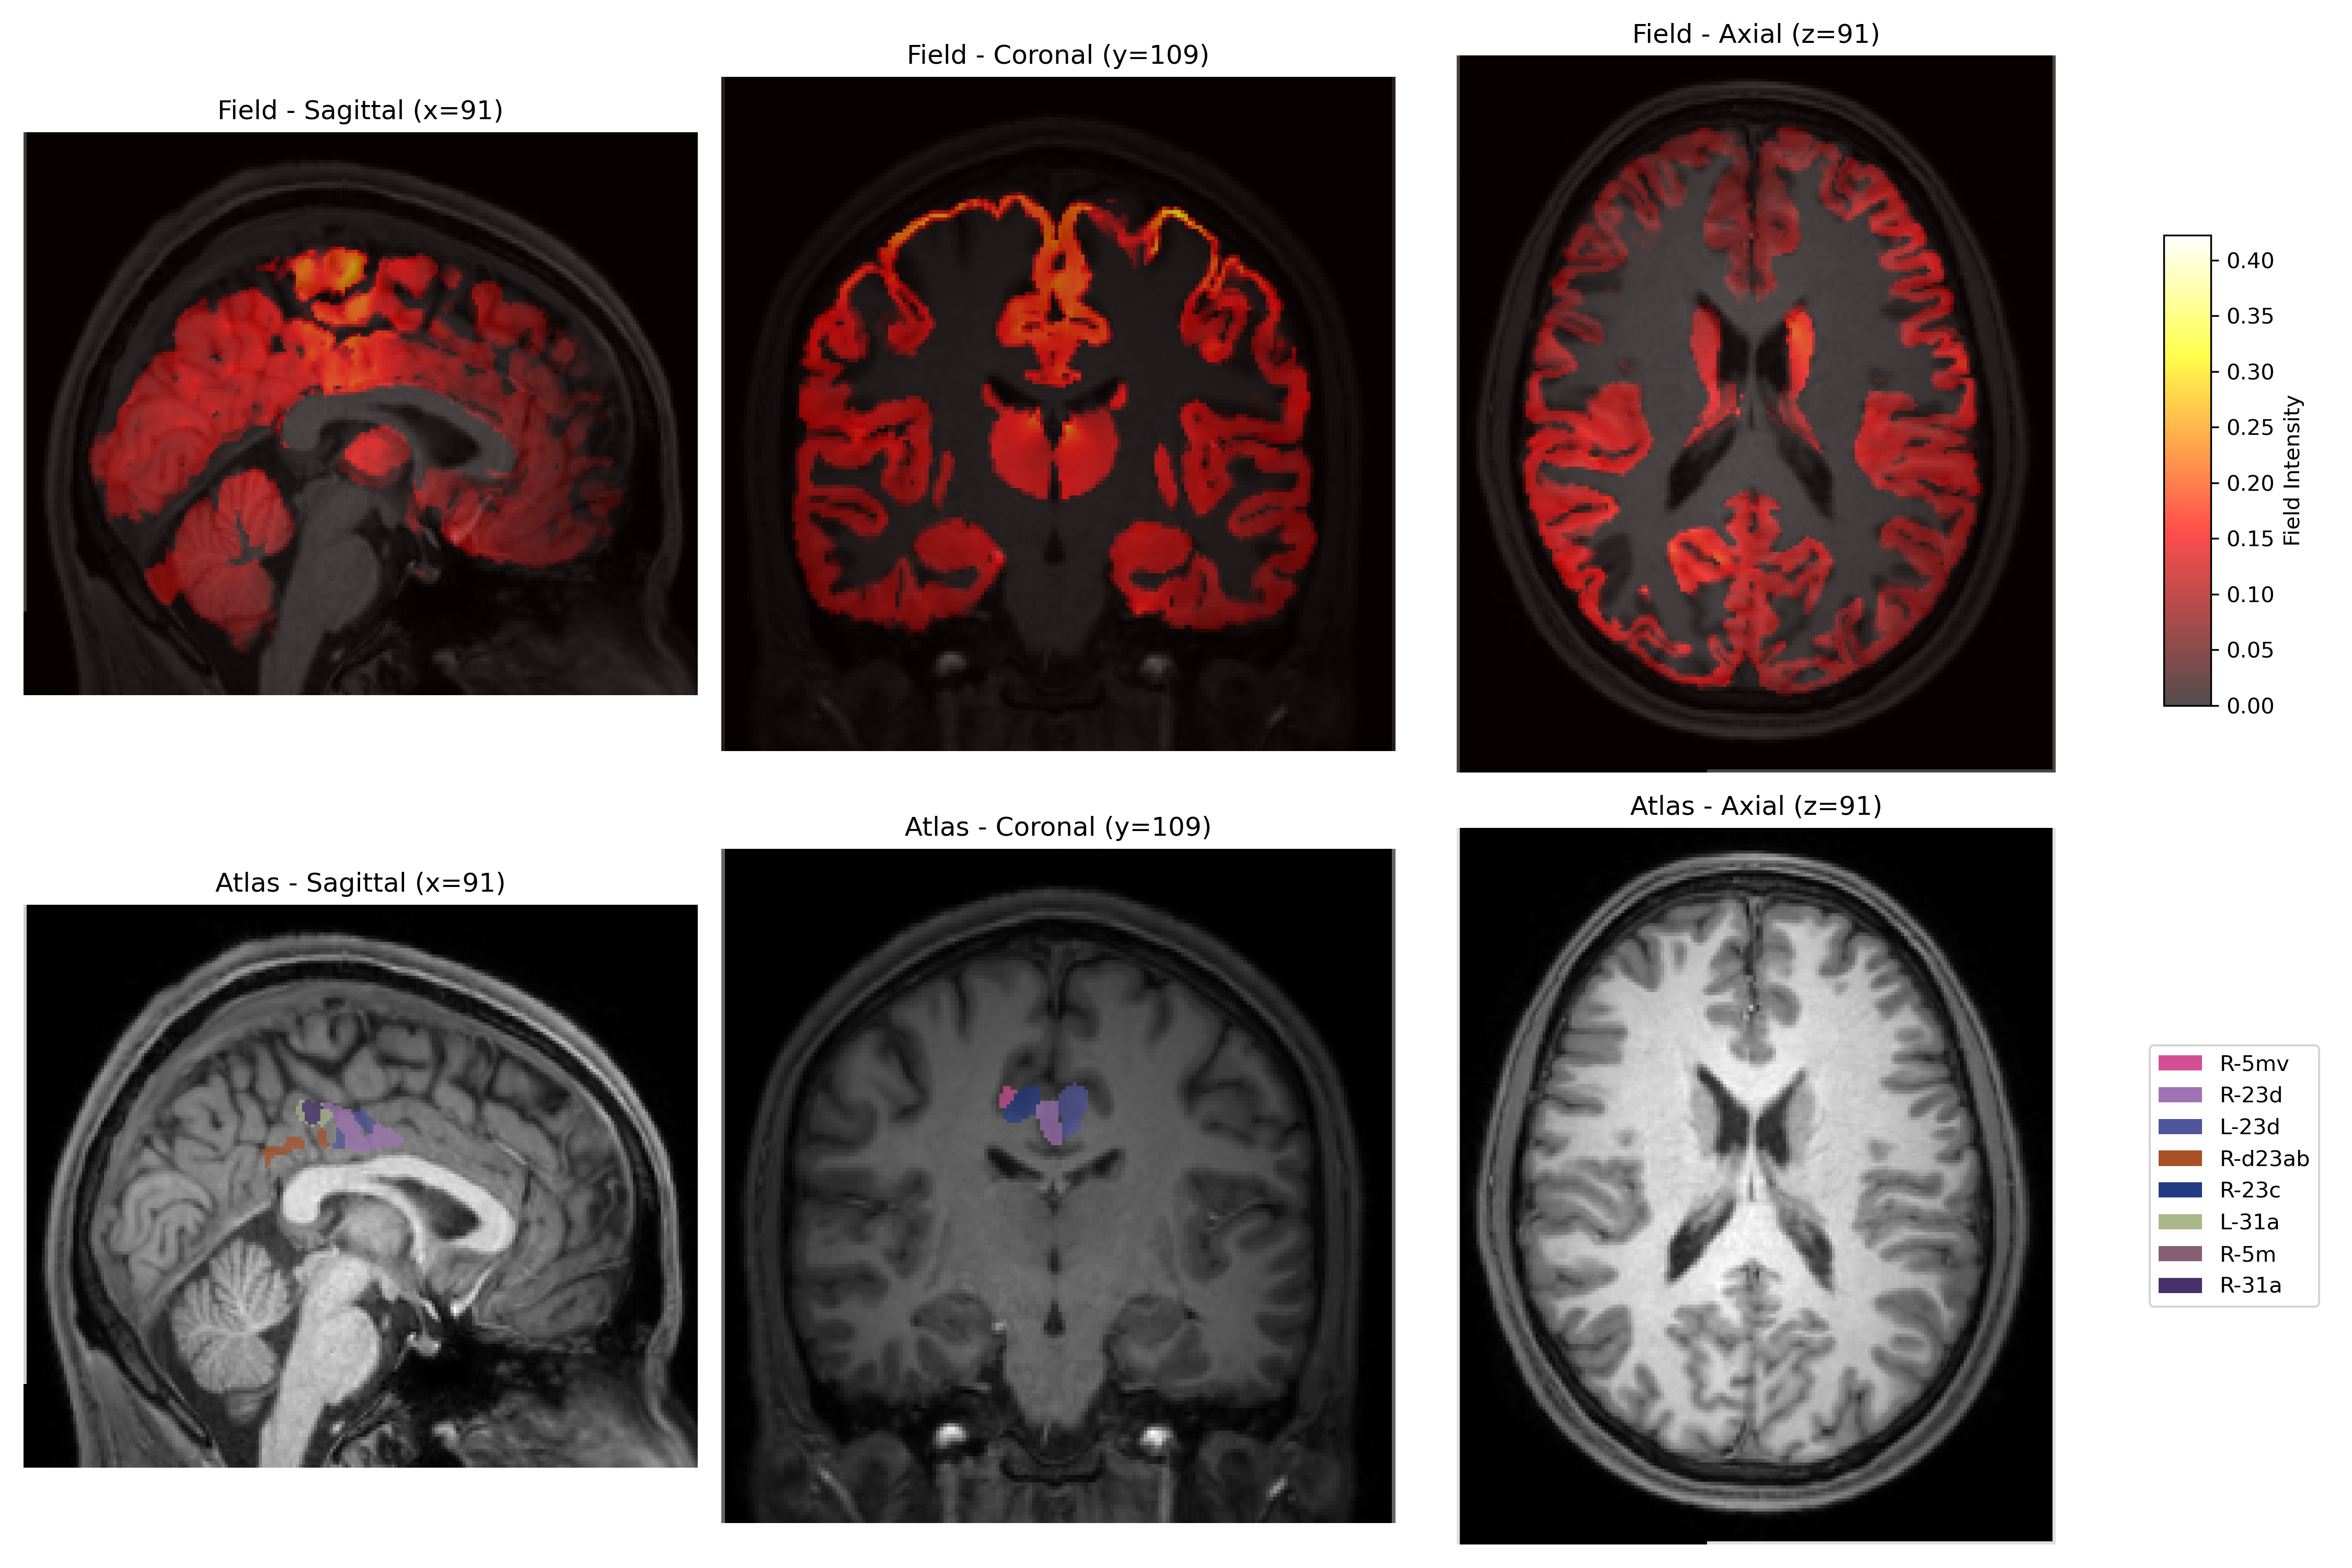 Field - Sagittal (x=91)
Field - Coronal (y=109)
Field - Axial (z=91)
0.40
0.35
0.30
0.25
0.20
0.15
0.10
0.05
0.00
Field Intensity
Atlas - Sagittal (x=91)
Atlas - Coronal (y=109)
Atlas - Axial (z=91)
R-5mv
R-23d
L-23d
R-d23ab
R-23c
L-31a
R-5m
R-31a